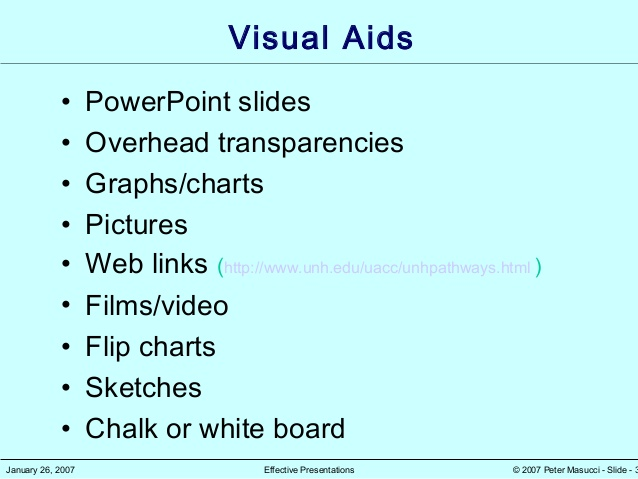 Visual Aids
• PowerPoint slides
• Overhead transparencies
• Graphs/charts
• Pictures
• Web links (http://www.unh.edu/uacc/unhpathways.html )
• Films/video
• Flip charts
• Sketches
• Chalk or white board
January 26, 2007 Effective Presentations © 2007 Peter Masucci - Slide -